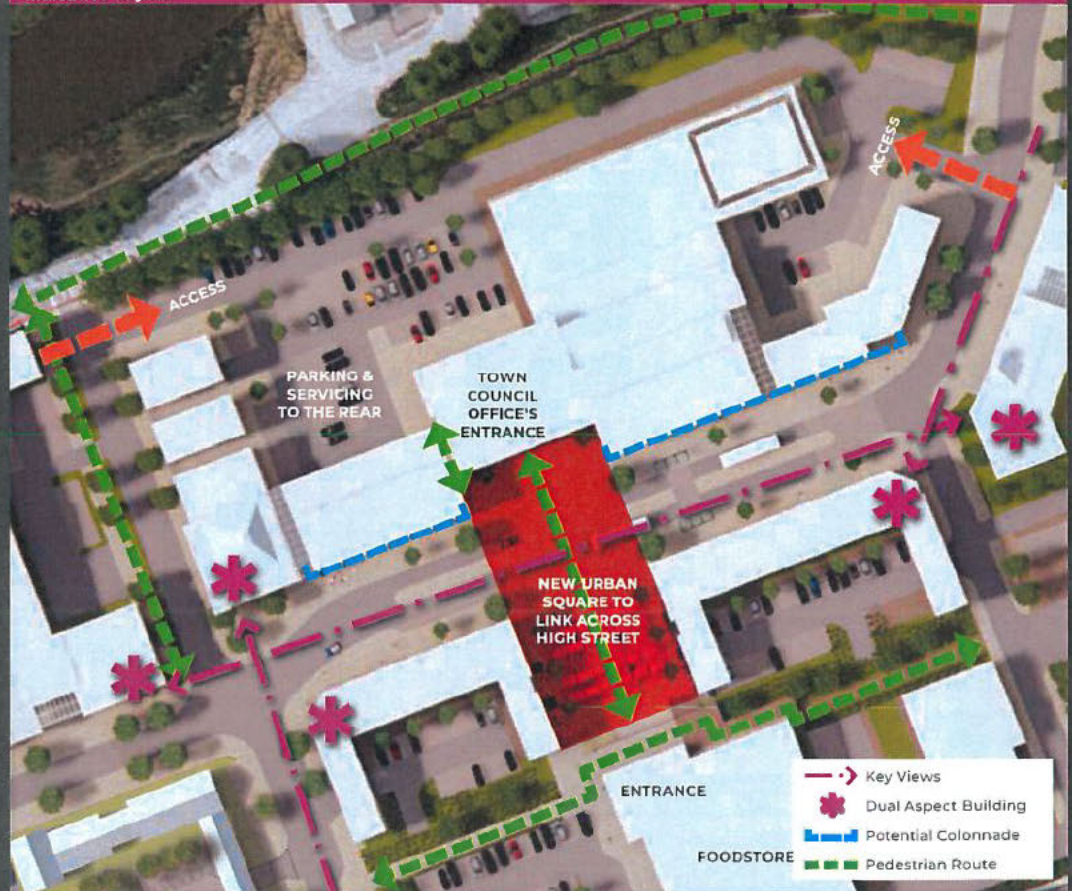 ACCESS
ACCESS
PARKING &
SERVICING
TO THE REAR
TOWN
COUNCIL
OFFICE'S
ENTRANCE
NEW URBAN
SQUARE TO
LINK ACROSS
HIGH STREET
ENTRANCE
FOODSTORE
Key Views
Dual Aspect Building
Potential Colonnade
Pedestrian Route